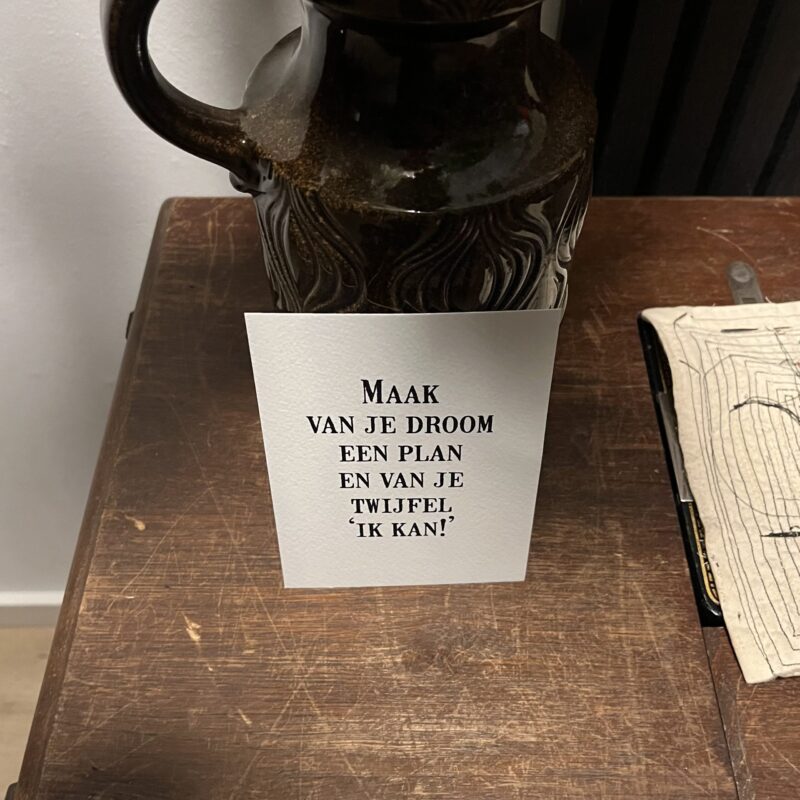 Maak
van je droom
een plan
en van je
twijfel
‘ik kan!’